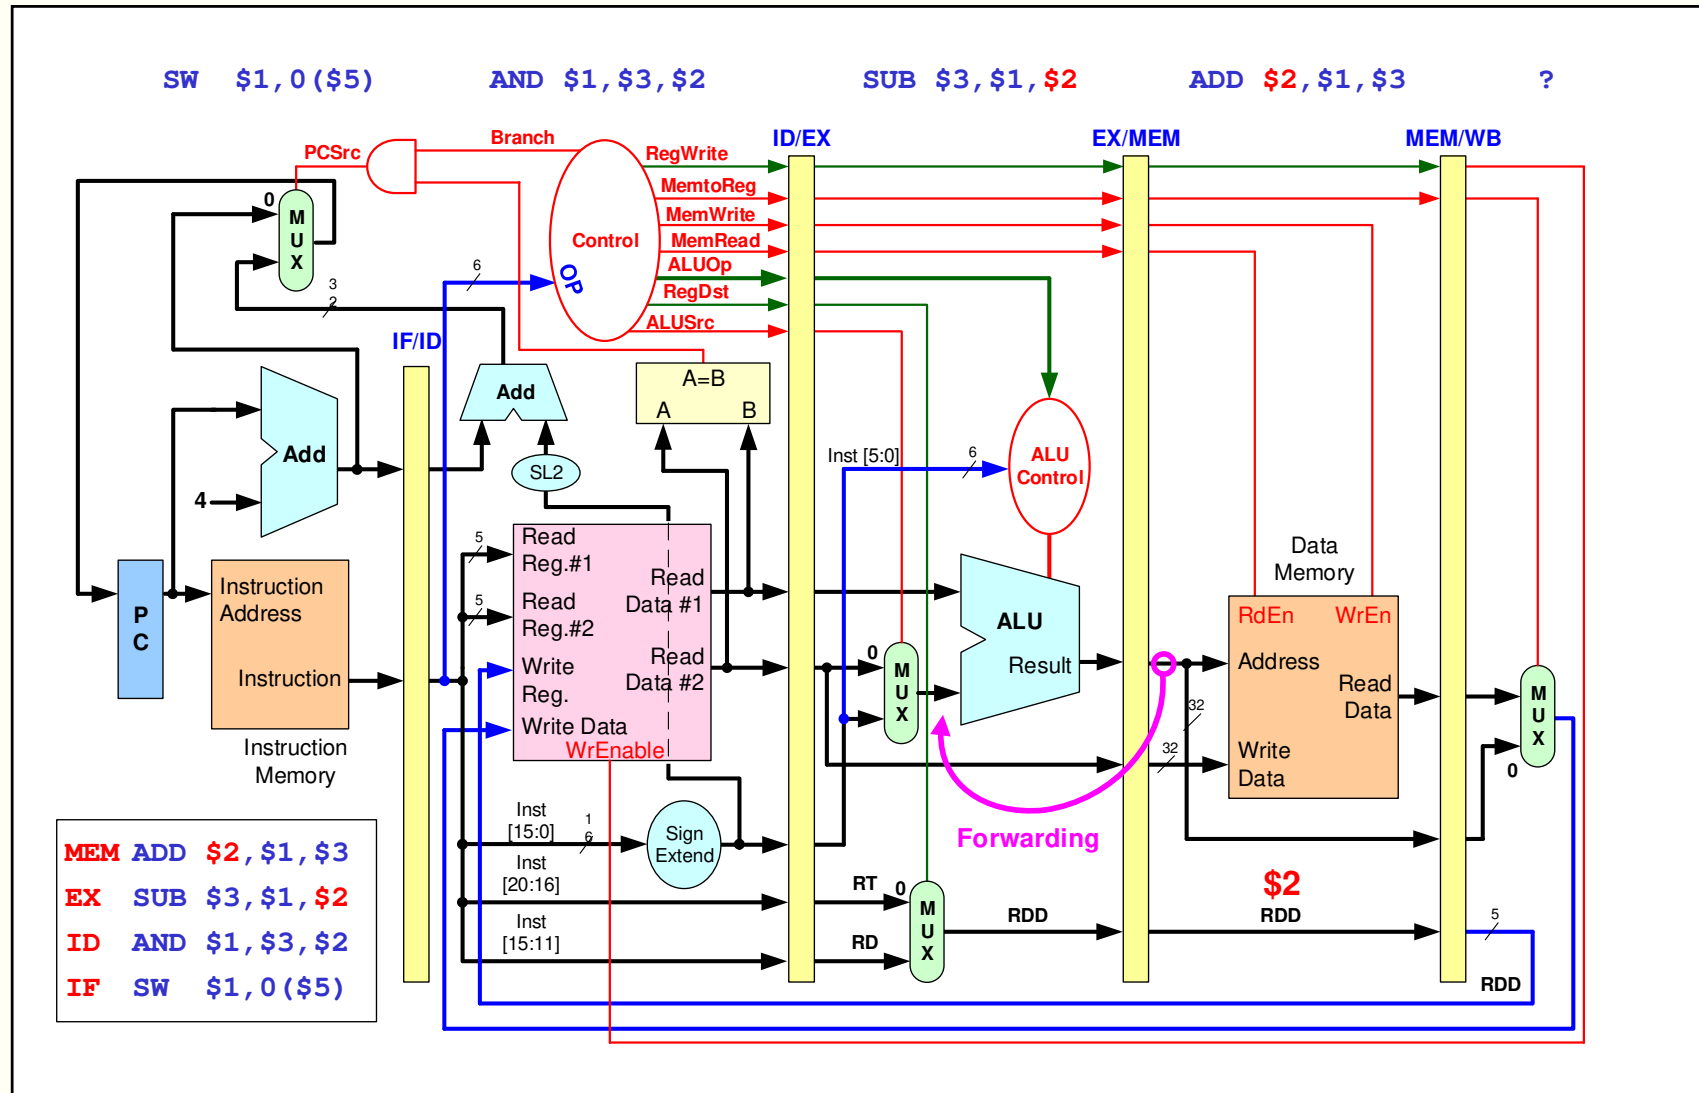 SW $1,0($5) AND $1,$3,$2 SUB $3,$1,$2 ADD $2,$1,$3 ?
ID/EX EX/MEM MEM/WB
Branch
PCSrc
RegWrite
MemtoReg
MemWrite
MemRead
ALUOp
RegDst
ALUSrc
Control
OP
0
M
U
X
6
3
2
IF/ID
Add
A=B
A B
Add
4
SL2
Inst [5:0]
6
ALU
Control
P
C
Instruction
Address
Instruction
Instruction
Memory
5
Read
Reg.#1
5
Read
Reg.#2
Write
Reg.
Write Data
WrEnable
Read
Data #1
Read
Data #2
0
M
U
X
ALU
Result
Data
Memory
RdEn WrEn
Address
Read
Data
Write
Data
32
32
M
U
X
0
Forwarding
Inst
[15:0]
1
6
Sign
Extend
Inst
[20:16]
Inst
[15:11]
RT
RD
0
M
U
X
RDD
$2
RDD
5
RDD
MEM ADD $2,$1,$3
EX SUB $3,$1,$2
ID AND $1,$3,$2
IF SW $1,0($5)